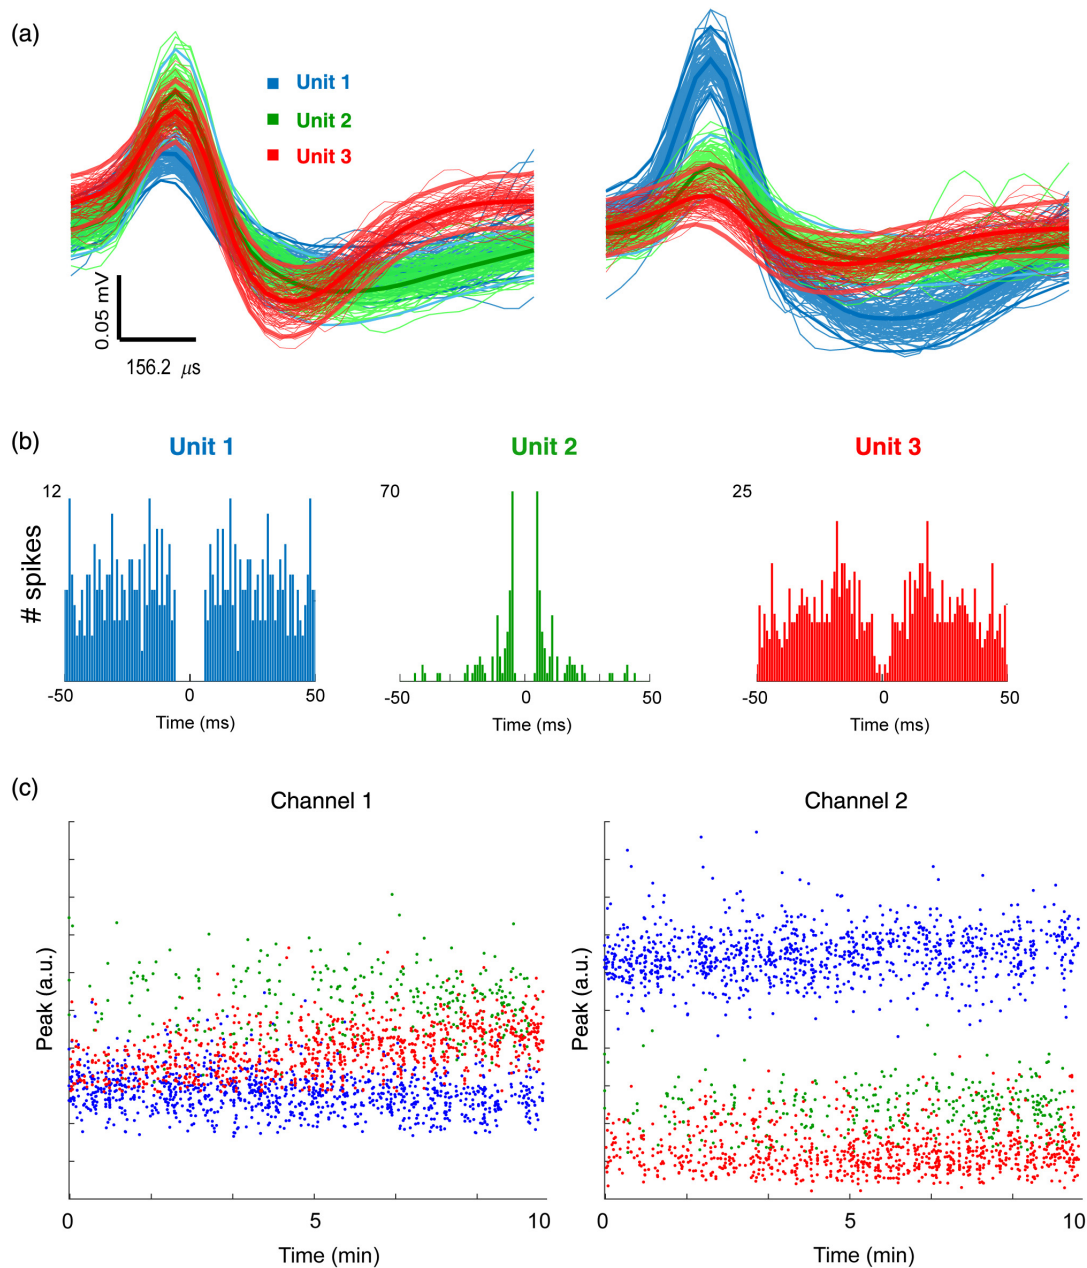 (a)
Unit 1
Unit 2
Unit 3
0.05 mV
156.2 µs
(b)
Unit 1 Unit 2 Unit 3
12 70 25
# spikes
-50 0 50 -50 0 50 -50 0 50
Time (ms) Time (ms) Time (ms)
(c)
Channel 1 Channel 2
Peak (a.u.) Peak (a.u.)
0 5 10 0 5 10
Time (min) Time (min)